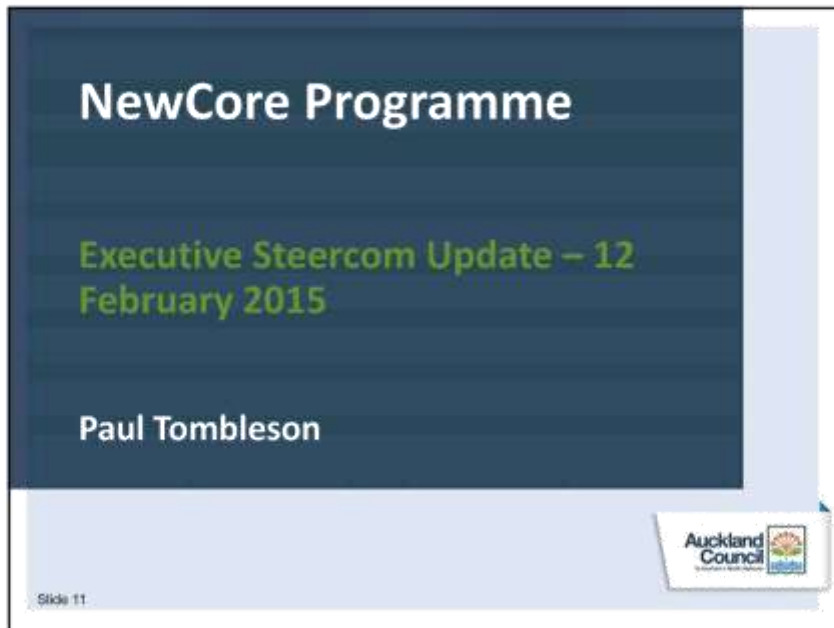 NewCore Programme
Executive Steercom Update – 12
February 2015
Paul Tombleson
Auckland
Council
Slide 11